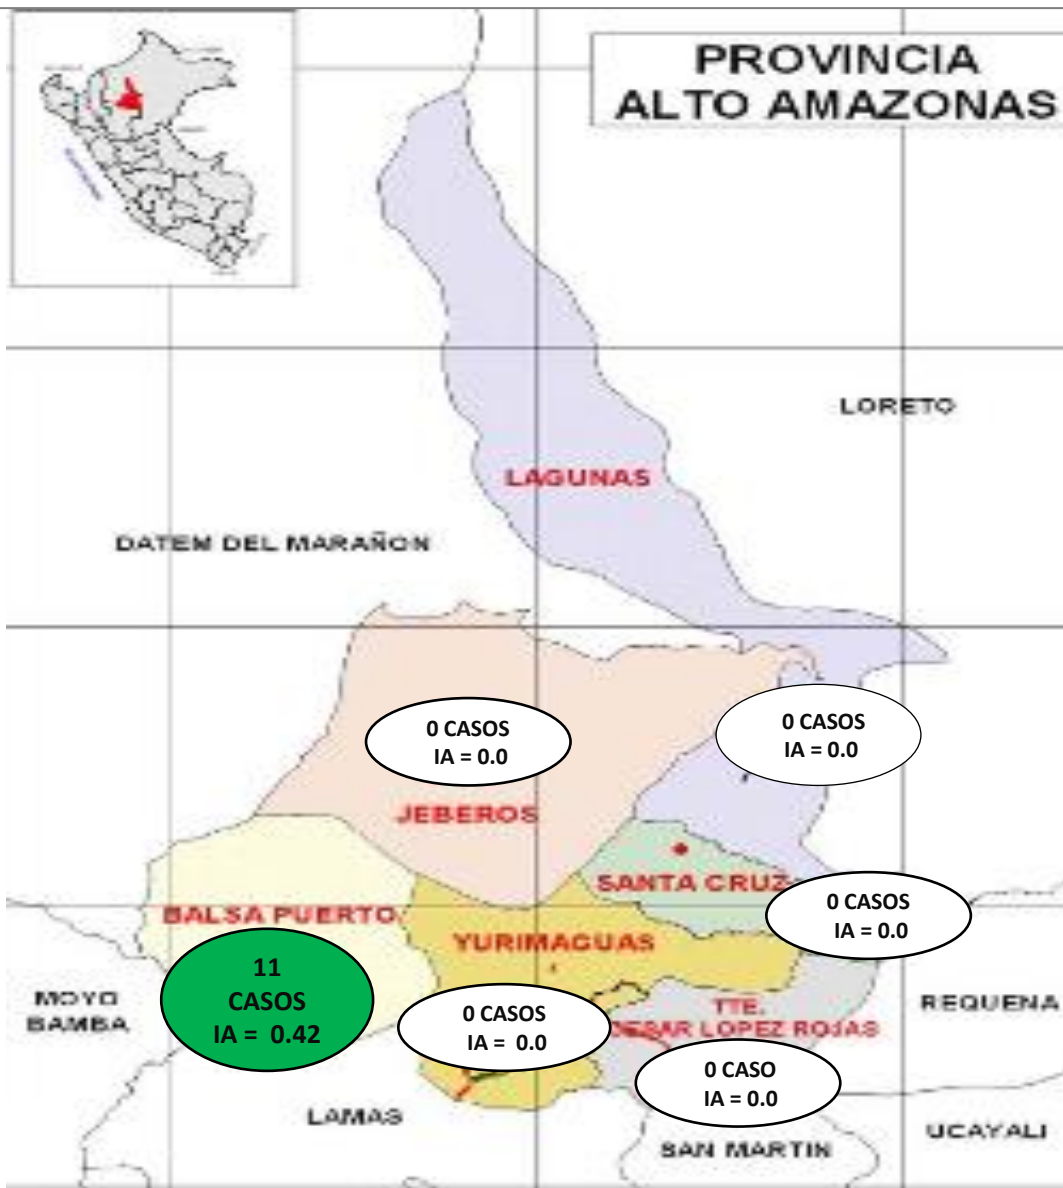 PROVINCIA
ALTO AMAZONAS
LORETO
LAGUNAS
DATEM DEL MARAÑON
0 CASOS
IA = 0.0
0 CASOS
IA = 0.0
JEBEROS
SANTA CRUZ
0 CASOS
IA = 0.0
BALSA PUERTO
YURIMAGUAS
11
CASOS
IA = 0.42
MOYO
BAMBA
0 CASOS
IA = 0.0
TTE.
CESAR LOPEZ ROJAS
REQUENA
0 CASO
IA = 0.0
LAMAS
SAN MARTIN
UCAYALI